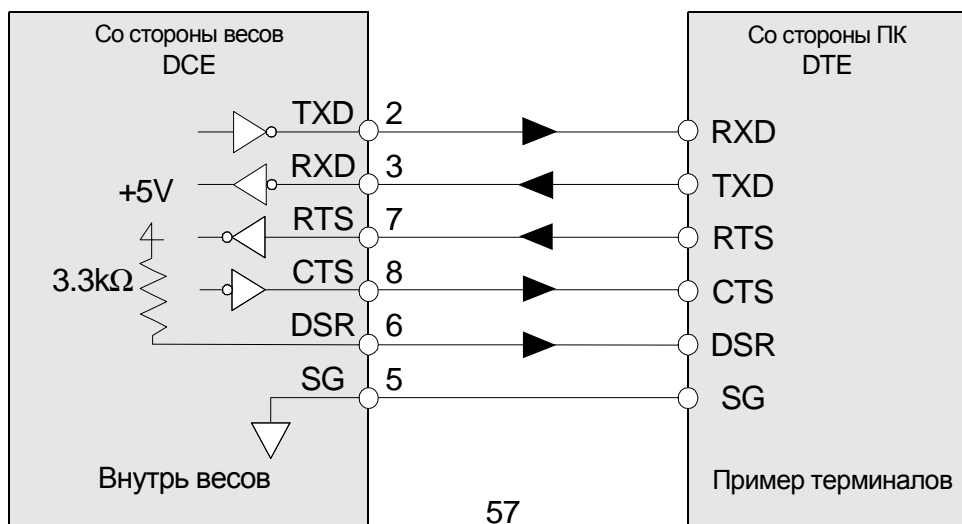 Со стороны весов
DCE
Со стороны ПК
DTE
TXD 2 RXD
RXD 3 TXD
+5V
RTS 7 RTS
3.3kΩ
CTS 8 CTS
DSR 6 DSR
SG 5 SG
Внутрь весов
Пример терминалов
57